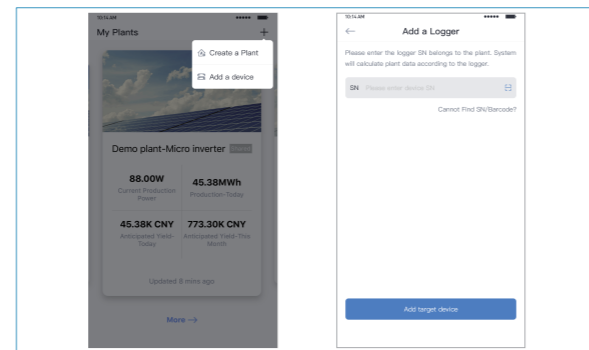 10:14 AM
My Plants
+
Create a Plant
Add a device
Demo plant-Micro inverter
88.00W
Current Production Power
45.38MWh
Production-Today
45.38K CNY
Anticipated Yield-Today
773.30K CNY
Anticipated Yield-This Month
Updated 8 mins ago
More
10:14 AM
Add a Logger
Please enter the logger SN belongs to the plant. System
will calculate plant data according to the logger.
SN Please enter device SN
Cannot Find SN/Barcode?
Add target device